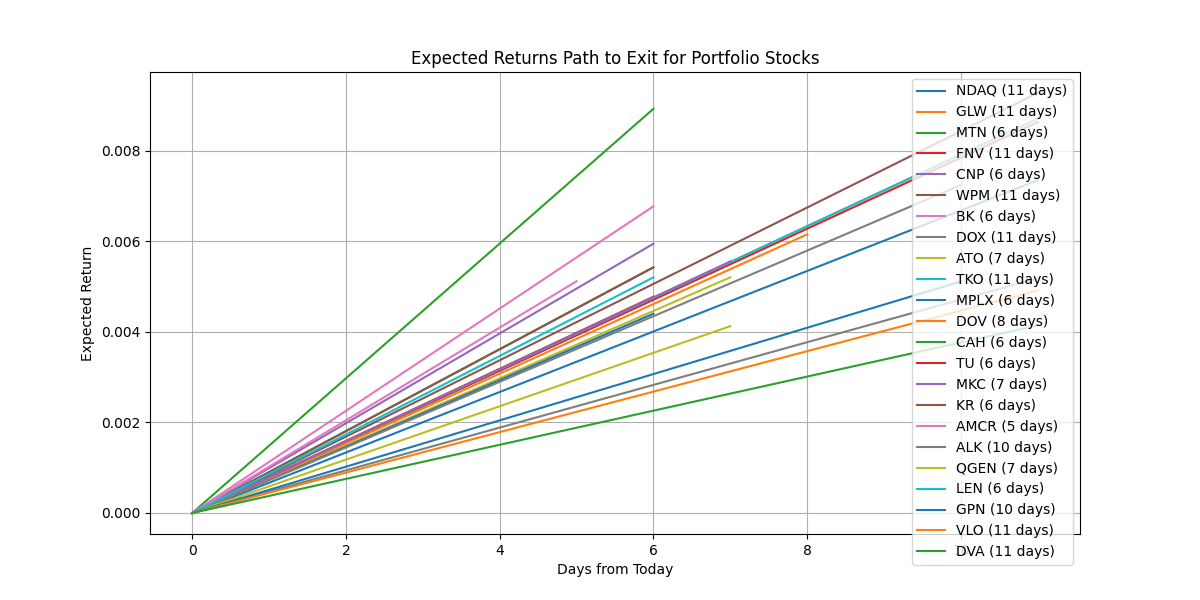 Expected Returns Path to Exit for Portfolio Stocks
Expected Return
0.008
0.006
0.004
0.002
0.000
0
2
4
6
8
Days from Today
NDAQ (11 days)
GLW (11 days)
MTN (6 days)
FNV (11 days)
CNP (6 days)
WPM (11 days)
BK (6 days)
DOX (11 days)
ATO (7 days)
TKO (11 days)
MPLX (6 days)
DOV (8 days)
CAH (6 days)
TU (6 days)
MKC (7 days)
KR (6 days)
AMCR (5 days)
ALK (10 days)
QGEN (7 days)
LEN (6 days)
GPN (10 days)
VLO (11 days)
DVA (11 days)